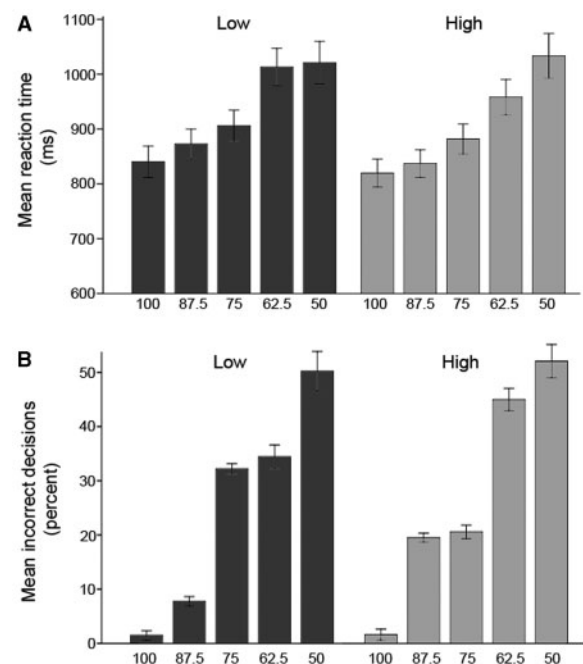 A
Low
High
Mean reaction time
(ms)
1100
1000
900
800
700
600
100 87.5 75 62.5 50 100 87.5 75 62.5 50
B
Low
High
Mean incorrect decisions
(percent)
50
40
30
20
10
0
100 87.5 75 62.5 50 100 87.5 75 62.5 50